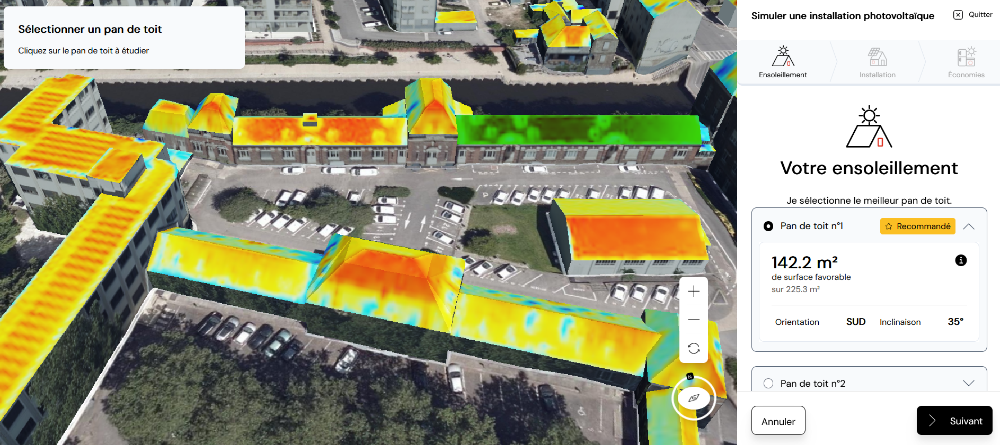 Sélectionner un pan de toit
Cliquez sur le pan de toit à étudier
N
Simuler une installation photovoltaïque
Quitter
Ensoleillement
Installation
Économies
Votre ensoleillement
Je sélectionne le meilleur pan de toit.
Pan de toit n°1
Recommandé
142.2 m²
de surface favorable
sur 225.3 m²
Orientation SUD Inclinaison 35°
Pan de toit n°2
Annuler
Suivant